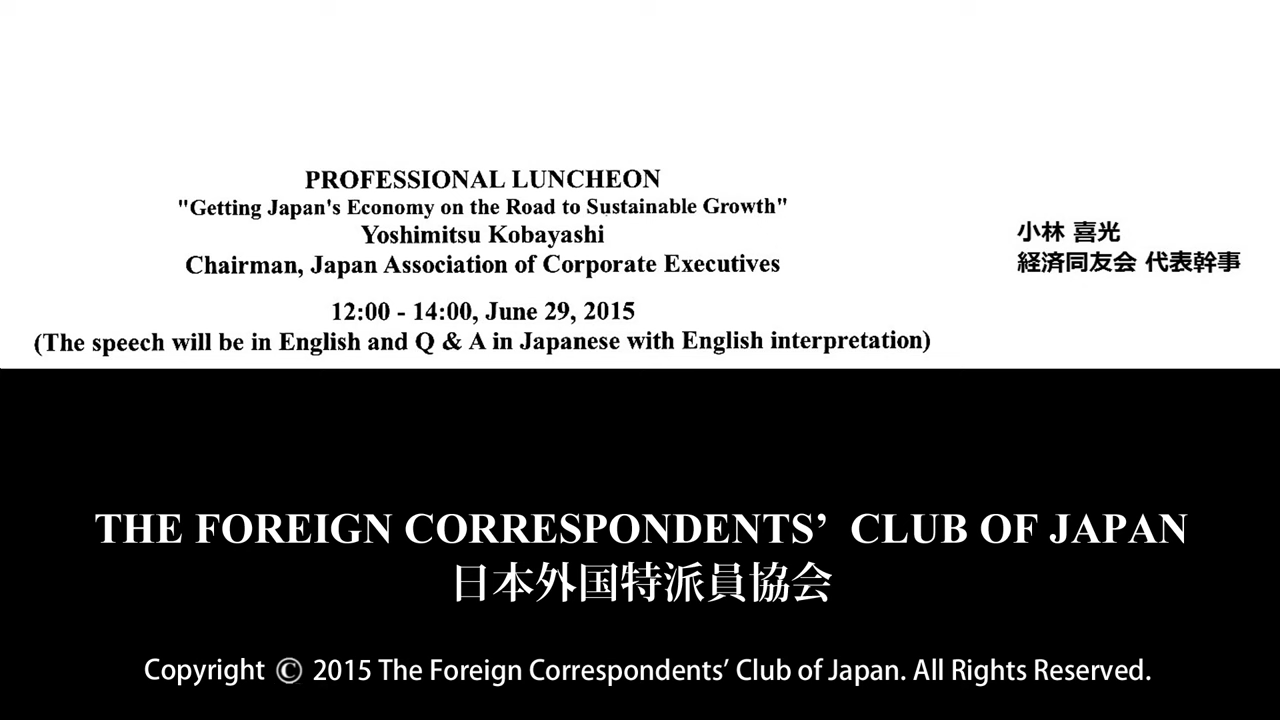 PROFESSIONAL LUNCHEON
"Getting Japan's Economy on the Road to Sustainable Growth"
Yoshimitsu Kobayashi
Chairman, Japan Association of Corporate Executives
12:00 - 14:00, June 29, 2015
(The speech will be in English and Q & A in Japanese with English interpretation)
小林 喜光
経済同友会 代表幹事
THE FOREIGN CORRESPONDENTS’ CLUB OF JAPAN
日本外国特派員協会
Copyright © 2015 The Foreign Correspondents’ Club of Japan. All Rights Reserved.